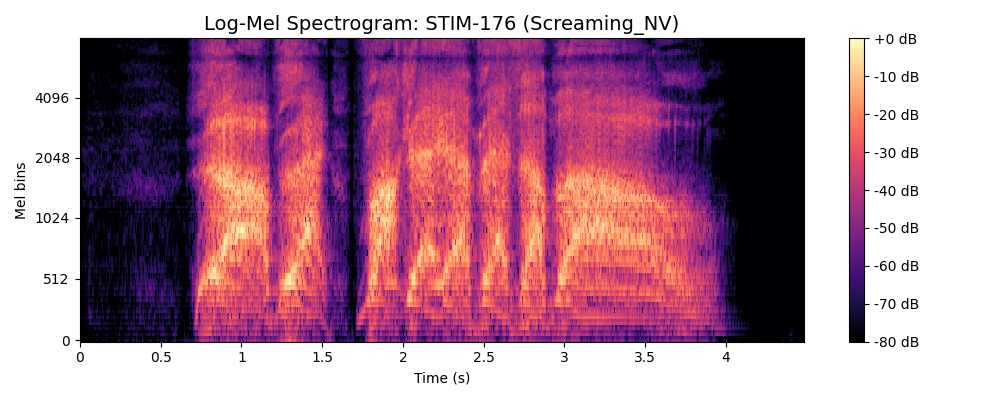 Log-Mel Spectrogram: STIM-176 (Screaming_NV)
Mel bins
4096
2048
1024
512
0
0 0.5 1 1.5 2 2.5 3 3.5 4
Time (s)
+0 dB
-10 dB
-20 dB
-30 dB
-40 dB
-50 dB
-60 dB
-70 dB
-80 dB